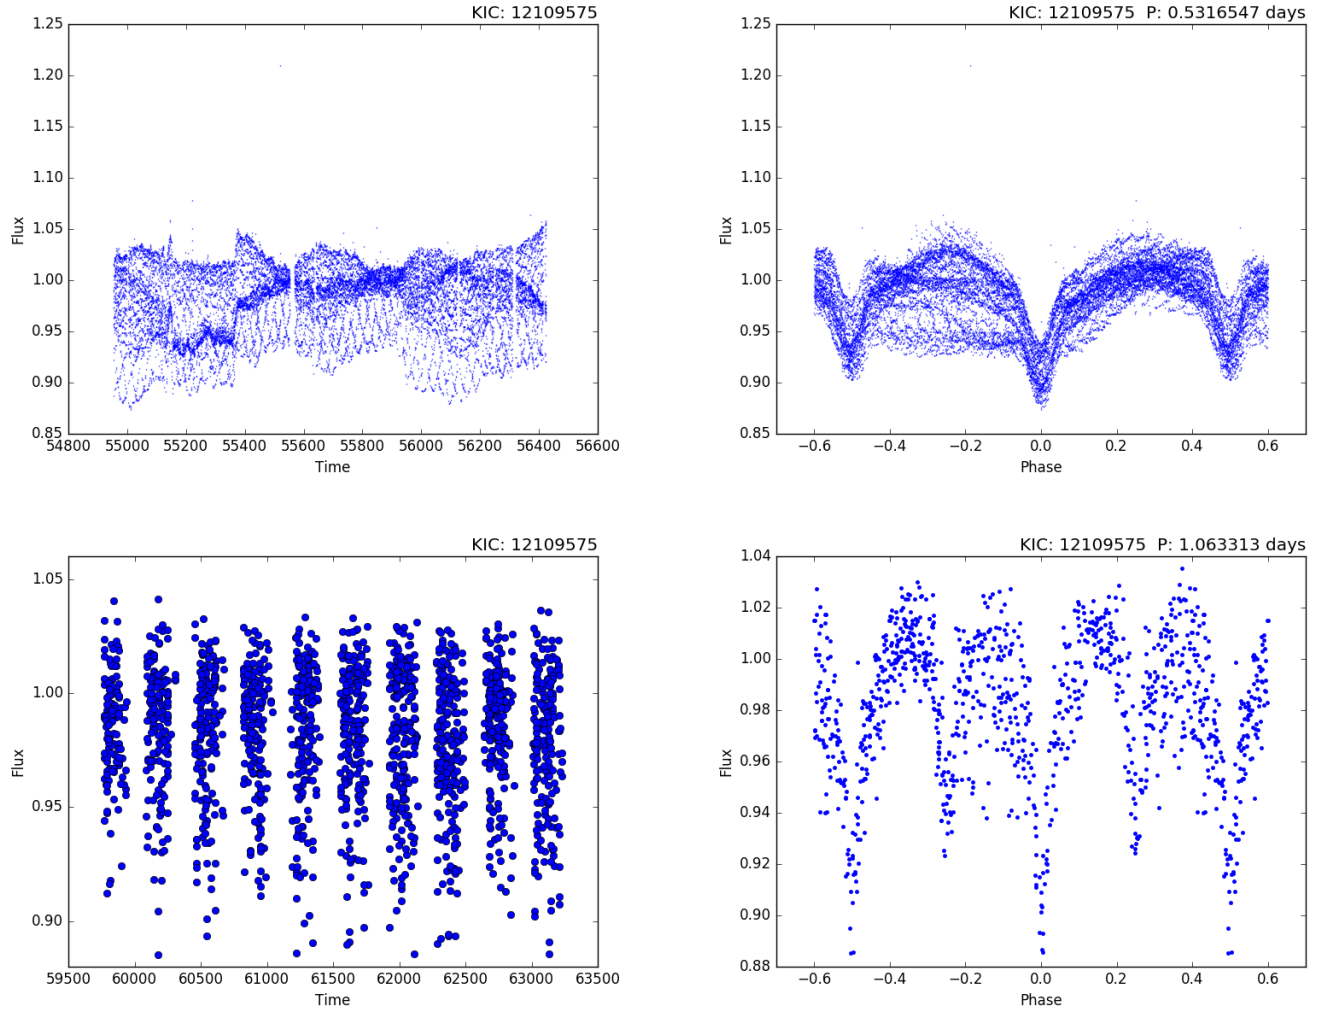 KIC: 12109575
1.25
1.20
1.15
1.10
1.05
1.00
0.95
0.90
0.85
Flux
54800 55000 55200 55400 55600 55800 56000 56200 56400 56600
Time
KIC: 12109575 P: 0.5316547 days
1.25
1.20
1.15
1.10
1.05
1.00
0.95
0.90
0.85
Flux
−0.6 −0.4 −0.2 0.0 0.2 0.4 0.6
Phase
KIC: 12109575
1.05
1.00
0.95
0.90
Flux
59500 60000 60500 61000 61500 62000 62500 63000 63500
Time
KIC: 12109575 P: 1.063313 days
1.04
1.02
1.00
0.98
0.96
0.94
0.92
0.90
0.88
Flux
−0.6 −0.4 −0.2 0.0 0.2 0.4 0.6
Phase